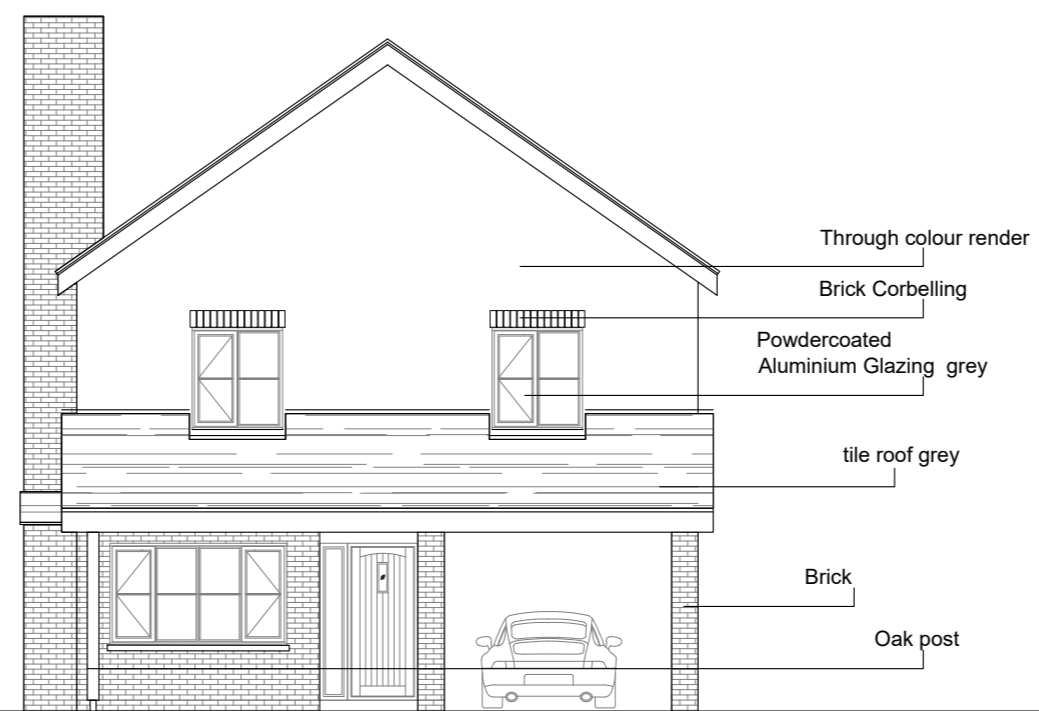 Through colour render
Brick Corbelling
Powdercoated
Aluminium Glazing grey
tile roof grey
Brick
Oak post